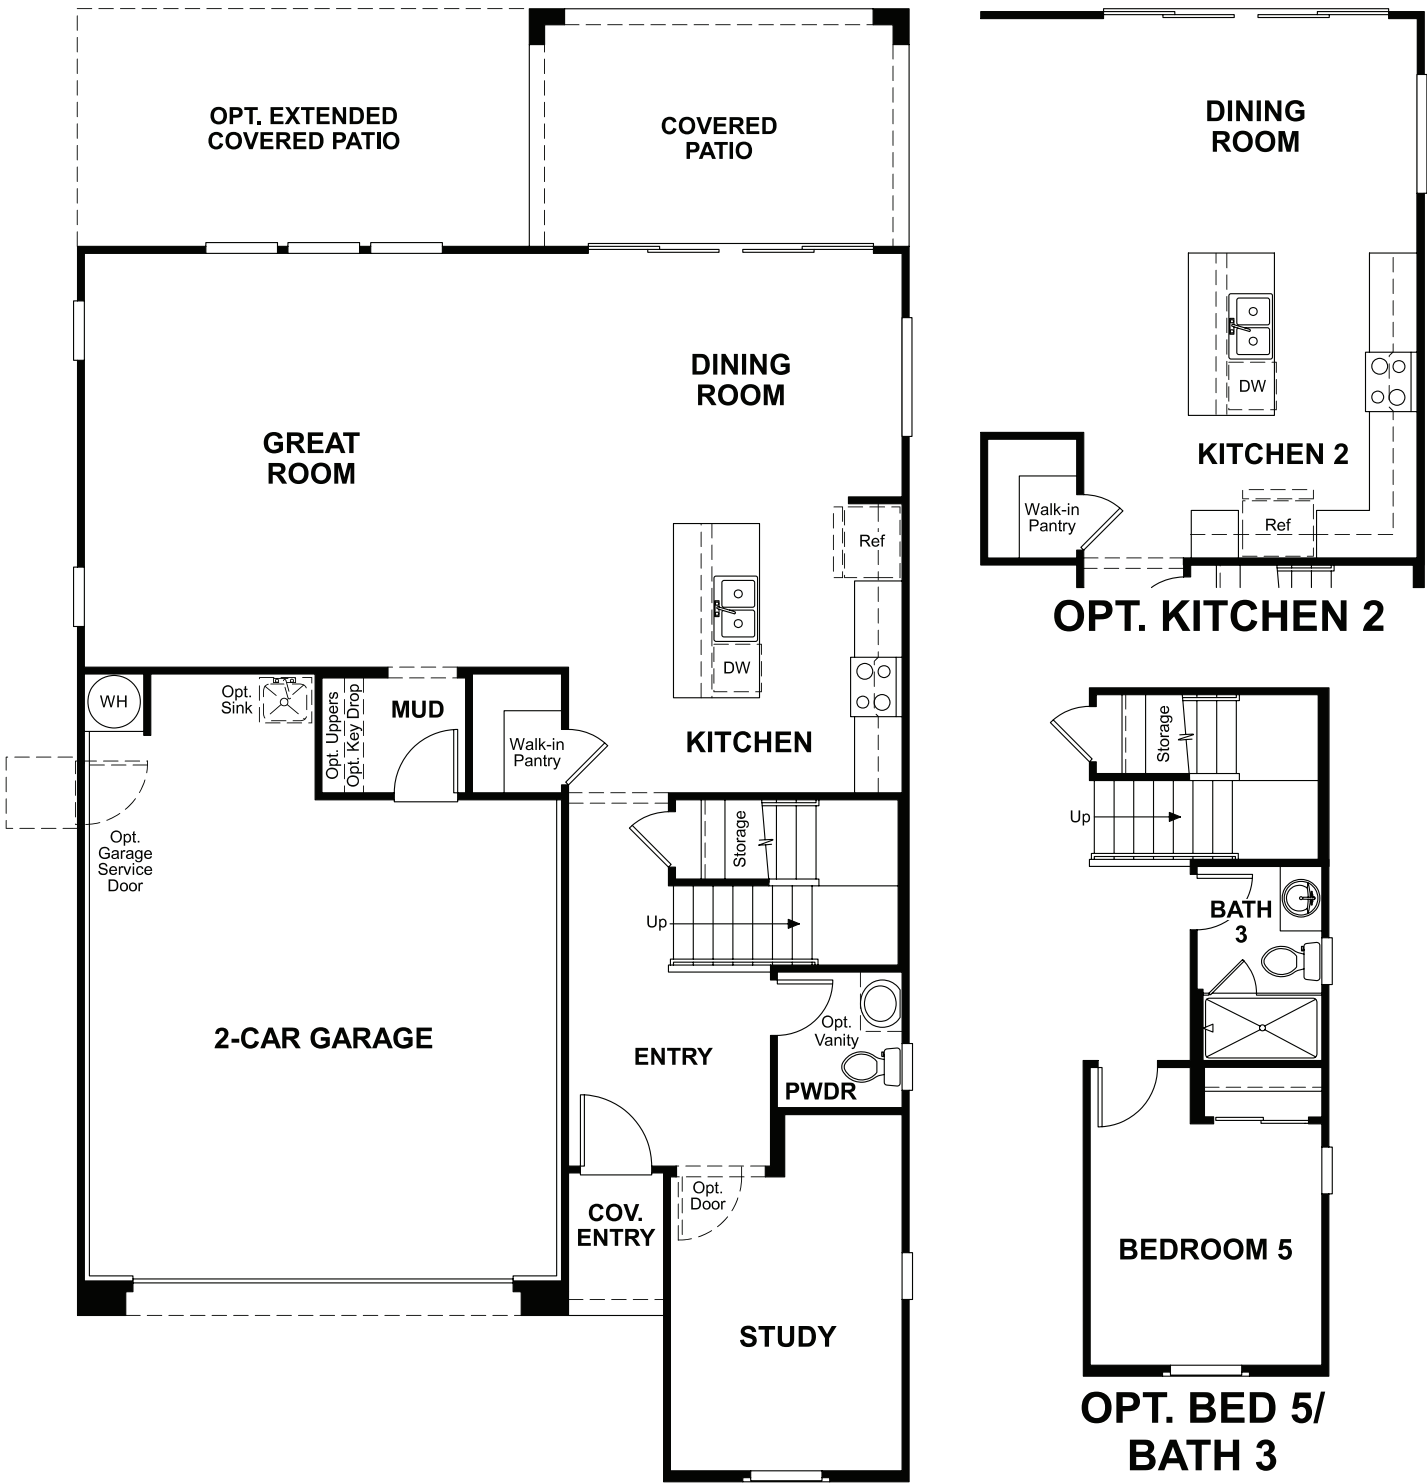 OPT. EXTENDED
COVERED PATIO
COVERED
PATIO
DINING
ROOM
GREAT
ROOM
Ref
DW
KITCHEN
WH
Opt.
Sink
Opt. Uppers
Opt. Key Drop
MUD
Walk-in
Pantry
Opt.
Garage
Service
Door
Storage
Up
2-CAR GARAGE
ENTRY
Opt.
Vanity
PWDR
Opt.
Door
COV.
ENTRY
STUDY
DINING
ROOM
DW
KITCHEN 2
Walk-in
Pantry
Ref
OPT. KITCHEN 2
Storage
Up
BATH
3
BEDROOM 5
OPT. BED 5/
BATH 3